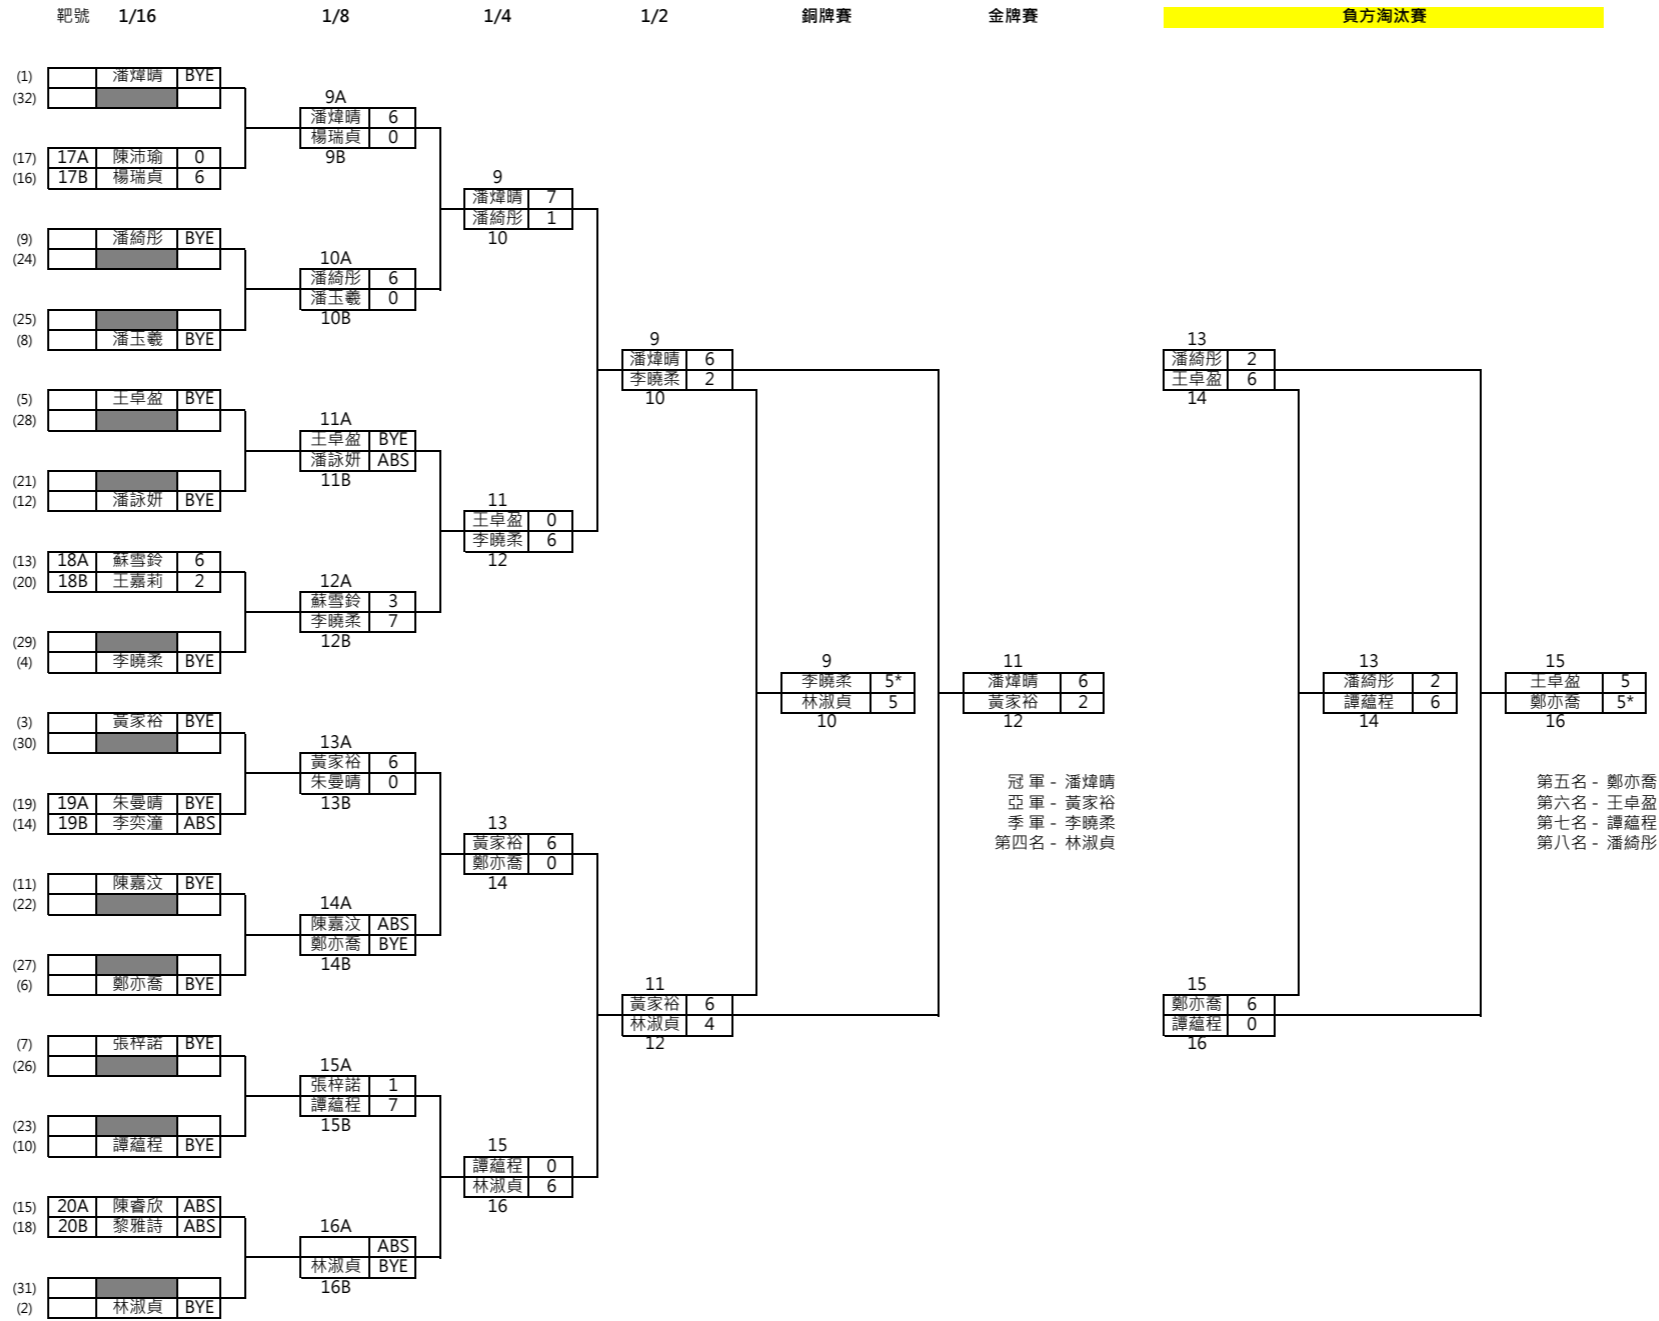 靶號 1/16 1/8 1/4 1/2 銅牌賽 金牌賽 負方淘汰賽
(1) 潘煒晴 BYE
(32)
9A
潘煒晴 6
楊瑞貞 0
9B
(17) 17A 陳沛瑜 0
(16) 17B 楊瑞貞 6
9
潘煒晴 7
潘綺彤 1
10
(9) 潘綺彤 BYE
(24)
10A
潘綺彤 6
潘玉羲 0
10B
(25)
(8) 潘玉羲 BYE
9
潘煒晴 6
李曉柔 2
10
13
潘綺彤 2
王卓盈 6
14
(5) 王卓盈 BYE
(28)
11A
王卓盈 BYE
潘詠妍 ABS
11B
(21)
(12) 潘詠妍 BYE
11
王卓盈 0
李曉柔 6
12
(13) 18A 蘇雪鈴 6
(20) 18B 王嘉莉 2
12A
蘇雪鈴 3
李曉柔 7
12B
(29)
(4) 李曉柔 BYE
9
李曉柔 5*
林淑貞 5
10
11
潘煒晴 6
黃家裕 2
12
13
潘綺彤 2
譚蘊程 6
14
15
王卓盈 5
鄭亦喬 5*
16
(3) 黃家裕 BYE
(30)
13A
黃家裕 6
朱曼晴 0
13B
冠 軍 - 潘煒晴
亞 軍 - 黃家裕
季 軍 - 李曉柔
第四名 - 林淑貞
第五名 - 鄭亦喬
第六名 - 王卓盈
第七名 - 譚蘊程
第八名 - 潘綺彤
(19) 19A 朱曼晴 BYE
(14) 19B 李奕潼 ABS
13
黃家裕 6
鄭亦喬 0
14
(11) 陳嘉汶 BYE
(22)
14A
陳嘉汶 ABS
鄭亦喬 BYE
14B
(27)
(6) 鄭亦喬 BYE
11
黃家裕 6
林淑貞 4
12
15
鄭亦喬 6
譚蘊程 0
16
(7) 張梓諾 BYE
(26)
15A
張梓諾 1
譚蘊程 7
15B
(23)
(10) 譚蘊程 BYE
15
譚蘊程 0
林淑貞 6
16
(15) 20A 陳睿欣 ABS
(18) 20B 黎雅詩 ABS
16A
ABS
林淑貞 BYE
16B
(31)
(2) 林淑貞 BYE